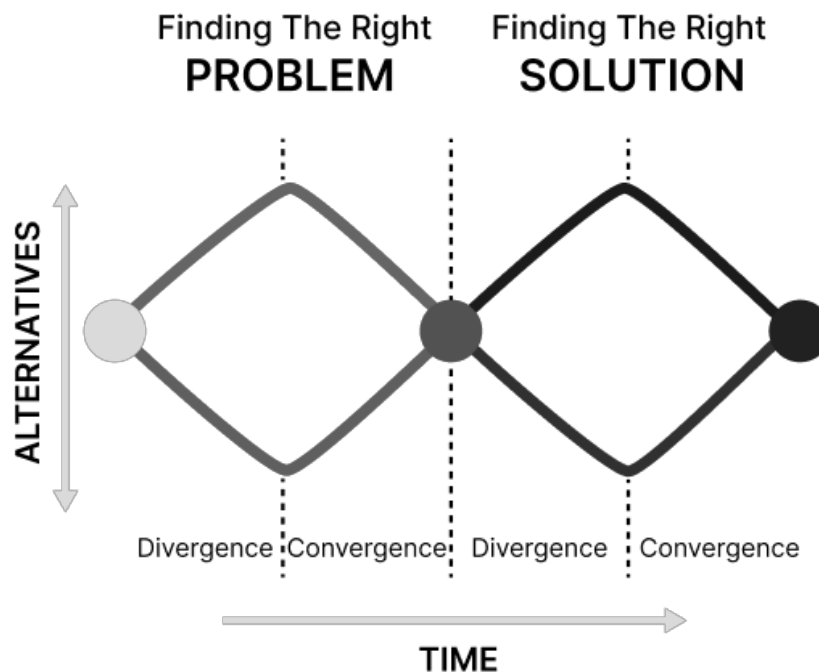 Finding The Right
PROBLEM
Finding The Right
SOLUTION
ALTERNATIVES
Divergence
Convergence
Divergence
Convergence
TIME